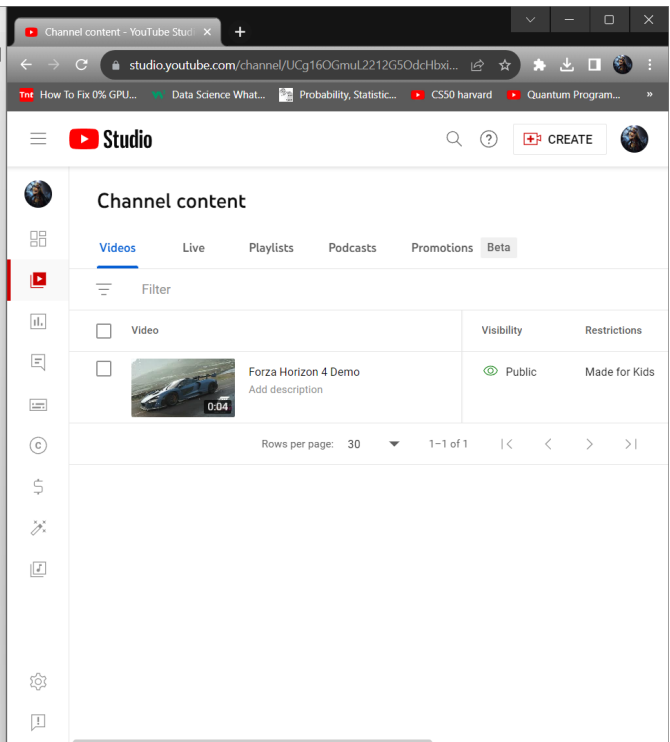 Channel content - YouTube Stud
studio.youtube.com/channel/UCg16OGmuL2212G5OdcHbxi...
Tnt How To Fix 0% GPU... Data Science What... Probability, Statistic... CS50 harvard Quantum Program... »
Studio
CREATE
Channel content
Videos Live Playlists Podcasts Promotions Beta
Filter
Video Visibility Restrictions
Forza Horizon 4 Demo Public Made for Kids
Add description
0:04
Rows per page: 30 1–1 of 1